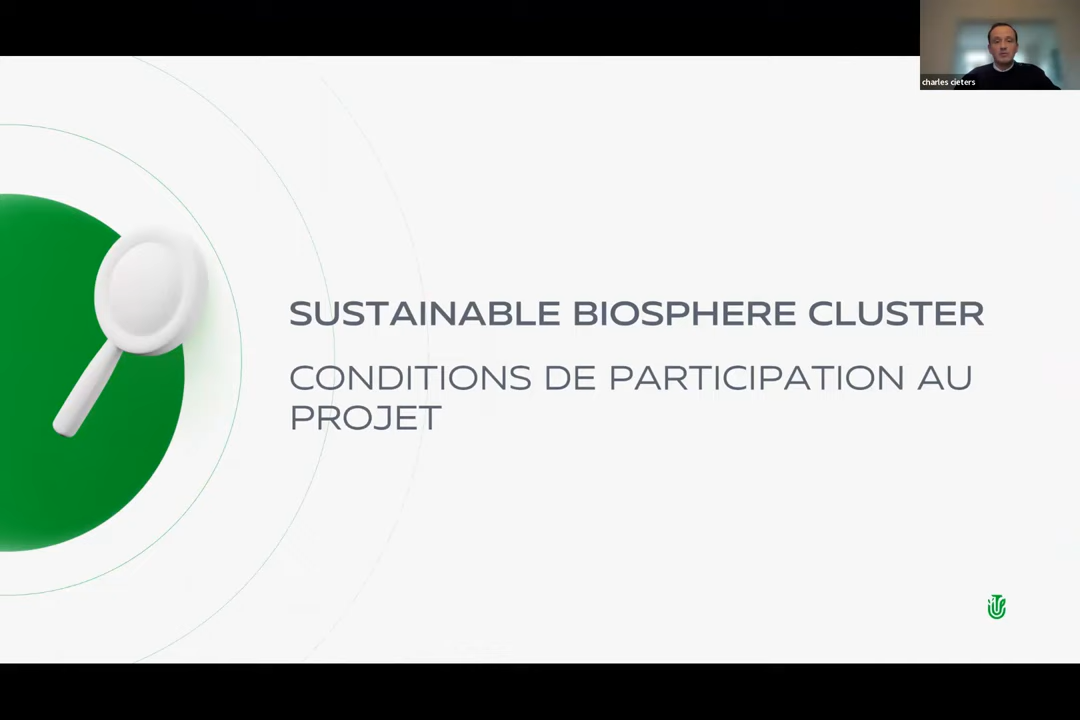 charles cieters
SUSTAINABLE BIOSPHERE CLUSTER
CONDITIONS DE PARTICIPATION AU
PROJET